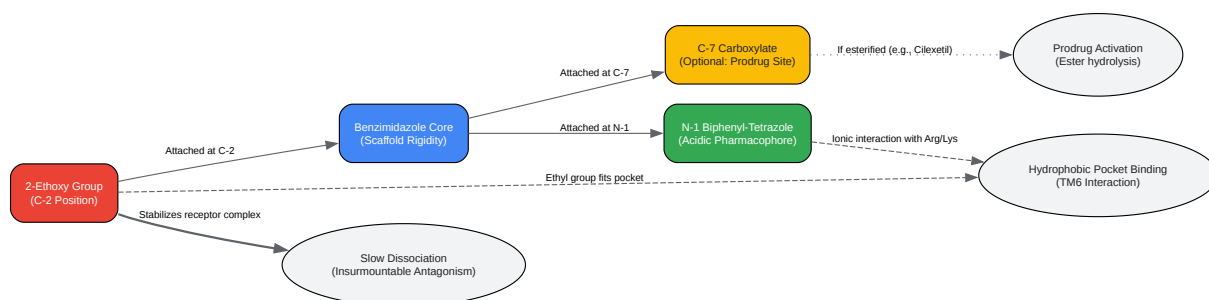 C-7 Carboxylate
(Optional: Prodrug Site)
If esterified (e.g., Cilexetil)
Prodrug Activation
(Ester hydrolysis)
Attached at C-7
Benzimidazole Core
(Scaffold Rigidity)
Attached at N-1
N-1 Biphenyl-Tetrazole
(Acidic Pharmacophore)
Ionic interaction with Arg/Lys
Attached at C-2
Hydrophobic Pocket Binding
(TM6 Interaction)
2-Ethoxy Group
(C-2 Position)
Ethyl group fits pocket
Stabilizes receptor complex
Slow Dissociation
(Insurmountable Antagonism)